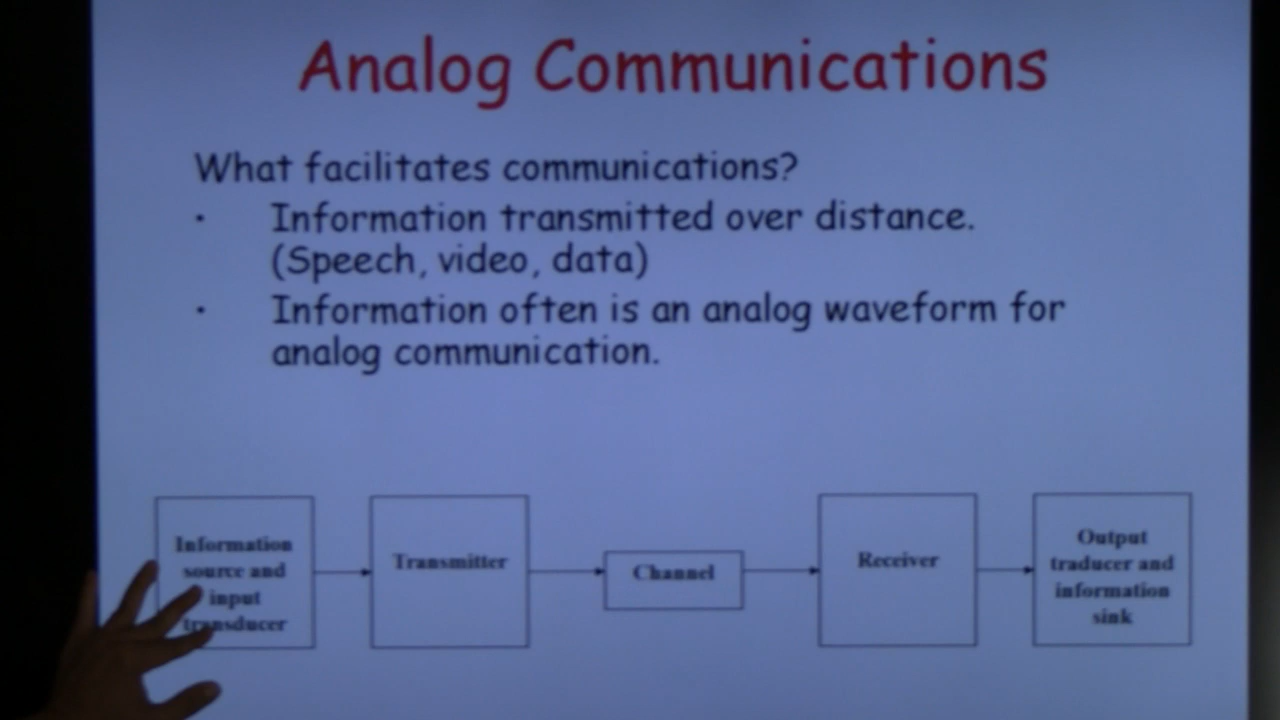 Analog Communications
What facilitates communications?
• Information transmitted over distance.
(Speech, video, data)
• Information often is an analog waveform for
analog communication.
Information
source and
input
transducer
Transmitter
Channel
Receiver
Output
traducer and
information
sink